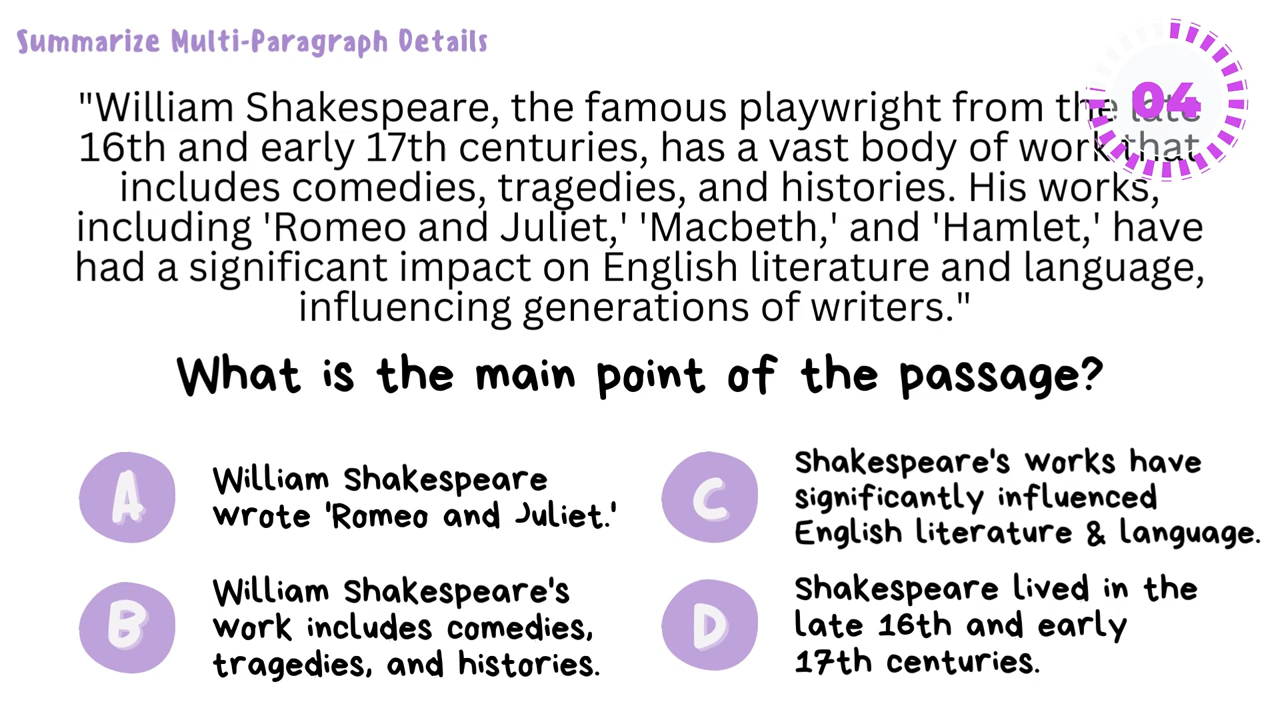 Summarize Multi-Paragraph Details
04
"William Shakespeare, the famous playwright from the late
16th and early 17th centuries, has a vast body of work that
includes comedies, tragedies, and histories. His works,
including 'Romeo and Juliet,' 'Macbeth,' and 'Hamlet,' have
had a significant impact on English literature and language,
influencing generations of writers."
What is the main point of the passage?
A
William Shakespeare
wrote 'Romeo and Juliet.'
B
William Shakespeare's
work includes comedies,
tragedies, and histories.
C
Shakespeare's works have
significantly influenced
English literature & language.
D
Shakespeare lived in the
late 16th and early
17th centuries.